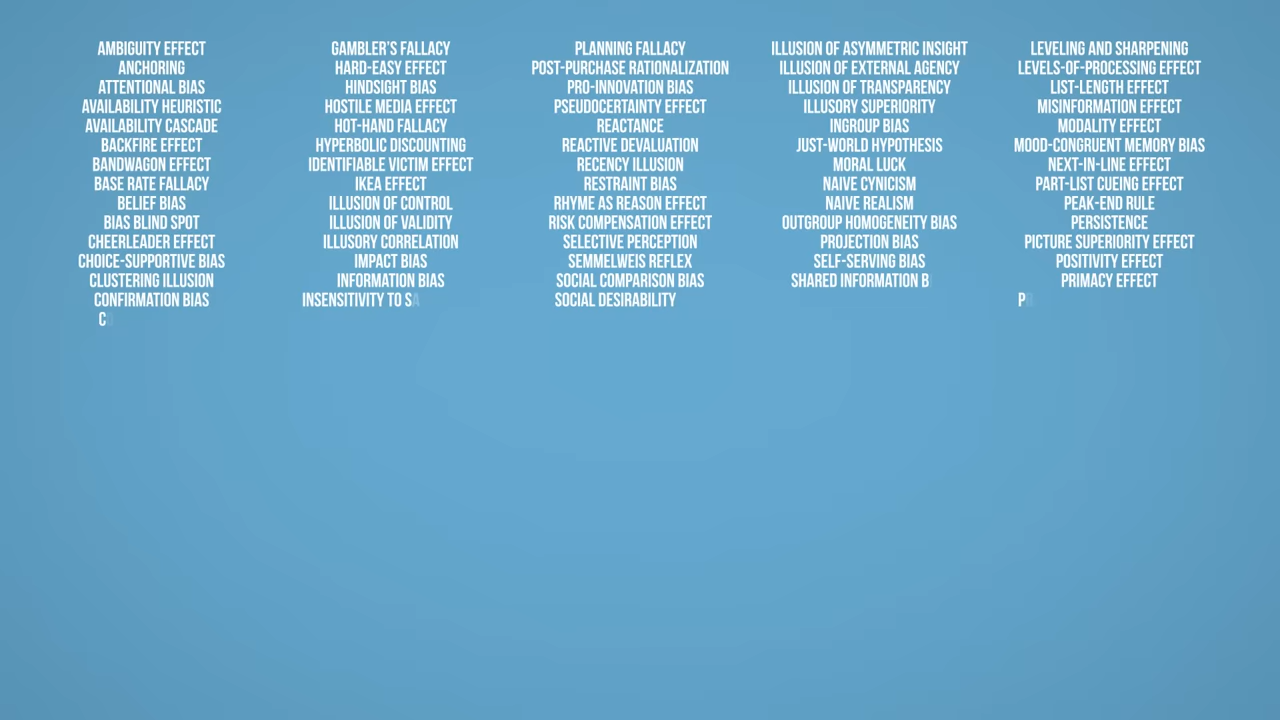 AMBIGUITY EFFECT
ANCHORING
ATTENTIONAL BIAS
AVAILABILITY HEURISTIC
AVAILABILITY CASCADE
BACKFIRE EFFECT
BANDWAGON EFFECT
BASE RATE FALLACY
BELIEF BIAS
BIAS BLIND SPOT
CHEERLEADER EFFECT
CHOICE-SUPPORTIVE BIAS
CLUSTERING ILLUSION
CONFIRMATION BIAS
C
GAMBLER'S FALLACY
HARD-EASY EFFECT
HINDSIGHT BIAS
HOSTILE MEDIA EFFECT
HOT-HAND FALLACY
HYPERBOLIC DISCOUNTING
IDENTIFIABLE VICTIM EFFECT
IKEA EFFECT
ILLUSION OF CONTROL
ILLUSION OF VALIDITY
ILLUSORY CORRELATION
IMPACT BIAS
INFORMATION BIAS
INSENSITIVITY TO SA
PLANNING FALLACY
POST-PURCHASE RATIONALIZATION
PRO-INNOVATION BIAS
PSEUDOCERTAINTY EFFECT
REACTANCE
REACTIVE DEVALUATION
RECENCY ILLUSION
RESTRAINT BIAS
RHYME AS REASON EFFECT
RISK COMPENSATION EFFECT
SELECTIVE PERCEPTION
SEMMELWEIS REFLEX
SOCIAL COMPARISON BIAS
SOCIAL DESIRABILITY
ILLUSION OF ASYMMETRIC INSIGHT
ILLUSION OF EXTERNAL AGENCY
ILLUSION OF TRANSPARENCY
ILLUSORY SUPERIORITY
INGROUP BIAS
JUST-WORLD HYPOTHESIS
MORAL LUCK
NAIVE CYNICISM
NAIVE REALISM
OUTGROUP HOMOGENEITY BIAS
PROJECTION BIAS
SELF-SERVING BIAS
SHARED INFORMATION B
LEVELING AND SHARPENING
LEVELS-OF-PROCESSING EFFECT
LIST-LENGTH EFFECT
MISINFORMATION EFFECT
MODALITY EFFECT
MOOD-CONGRUENT MEMORY BIAS
NEXT-IN-LINE EFFECT
PART-LIST CUEING EFFECT
PEAK-END RULE
PERSISTENCE
PICTURE SUPERIORITY EFFECT
POSITIVITY EFFECT
PRIMACY EFFECT
P